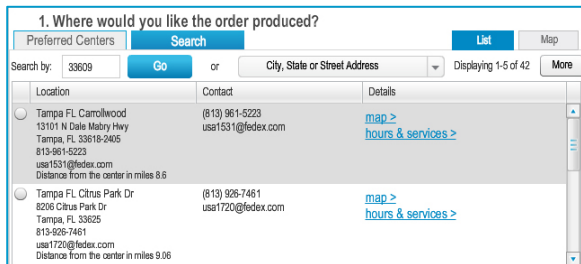 1. Where would you like the order produced?
Preferred Centers Search List Map
Search by: 33609 Go or City, State or Street Address Displaying 1-5 of 42 More
Location Contact Details
Tampa FL Carrollwood (813) 961-5223 map >
13101 N Dale Mabry Hwy usa1531@fedex.com hours & services >
Tampa, FL 33618-2405
813-961-5223
usa1531@fedex.com
Distance from the center in miles 8.6
Tampa FL Citrus Park Dr (813) 926-7461 map >
8206 Citrus Park Dr usa1720@fedex.com hours & services >
Tampa, FL 33625
813-926-7461
usa1720@fedex.com
Distance from the center in miles 9.06